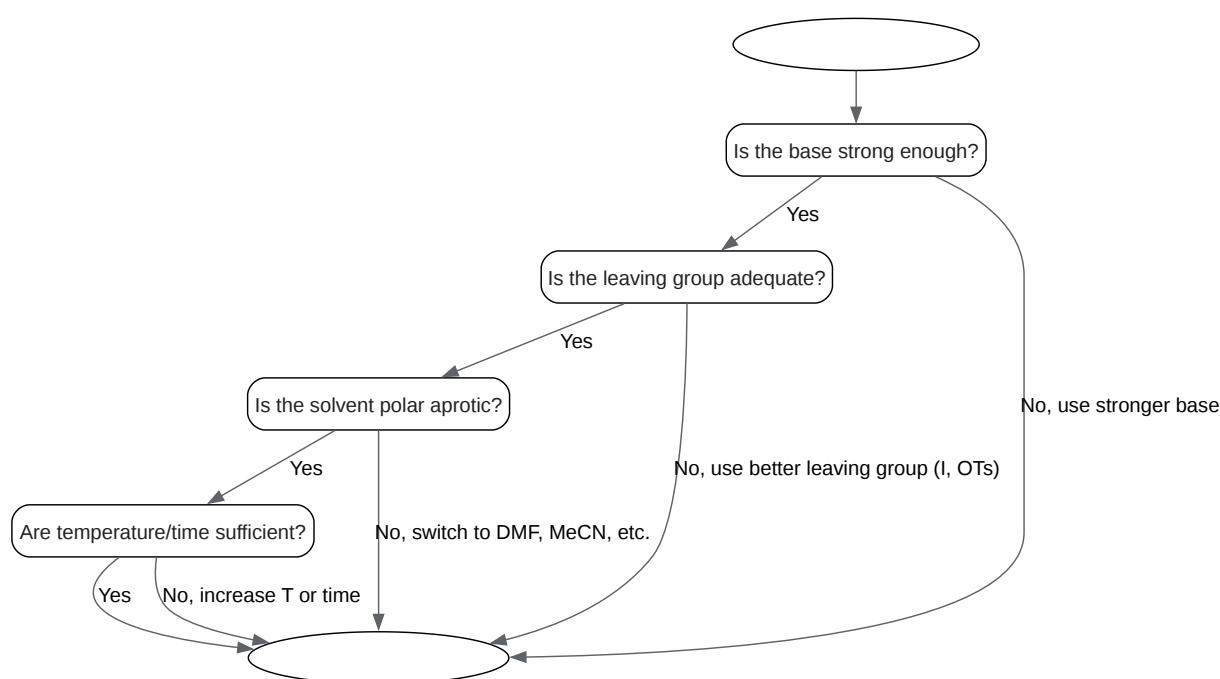 Is the base strong enough?
Yes
Is the leaving group adequate?
Yes
Is the solvent polar aprotic?
No, use stronger base
Yes
No, use better leaving group (I, OTs)
Are temperature/time sufficient?
No, switch to DMF, MeCN, etc.
Yes
No, increase T or time